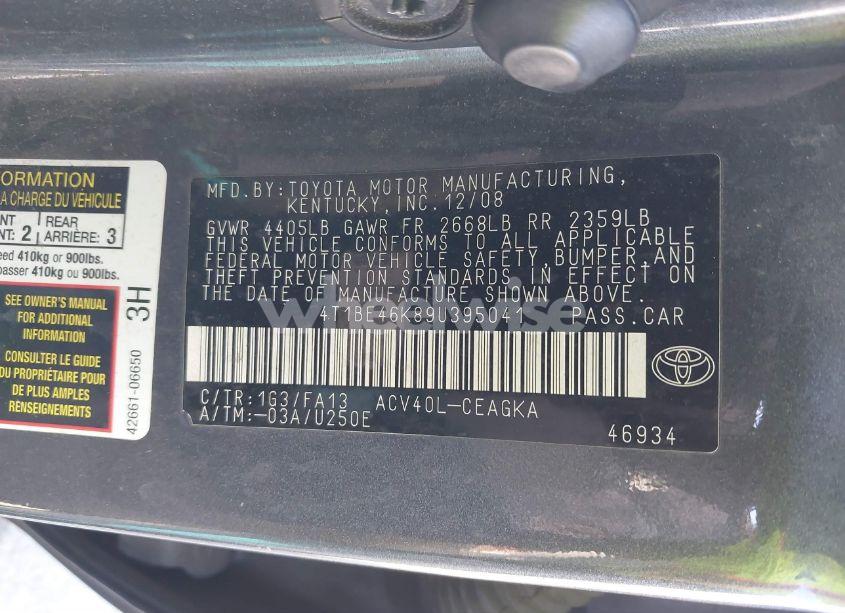 ORMATION
LA CHARGE DU VÉHICULE
NT
NT: 2
REAR
ARRIÈRE: 3
eed 410kg or 900lbs.
passer 410kg ou 900lbs.
SEE OWNER'S MANUAL
FOR ADDITIONAL
INFORMATION
CONSULTER LE GUIDE
DU PROPRIÉTAIRE POUR
DE PLUS AMPLES
RENSEIGNEMENTS
3H
42661-06650
MFD.BY:TOYOTA MOTOR MANUFACTURING,
KENTUCKY,INC.12/08
GVWR 4405LB GAWR FR 2668LB RR 2359LB
THIS VEHICLE CONFORMS TO ALL APPLICABLE
FEDERAL MOTOR VEHICLE SAFETY,BUMPER,AND
THEFT PREVENTION STANDARDS IN EFFECT ON
THE DATE OF MANUFACTURE SHOWN ABOVE.
4T1BE46K89U395041 PASS.CAR
C/TR:1G3/FA13 ACV40L-CEAGKA
A/TM:-03A/U250E
46934
TOYOTA
wheelwise